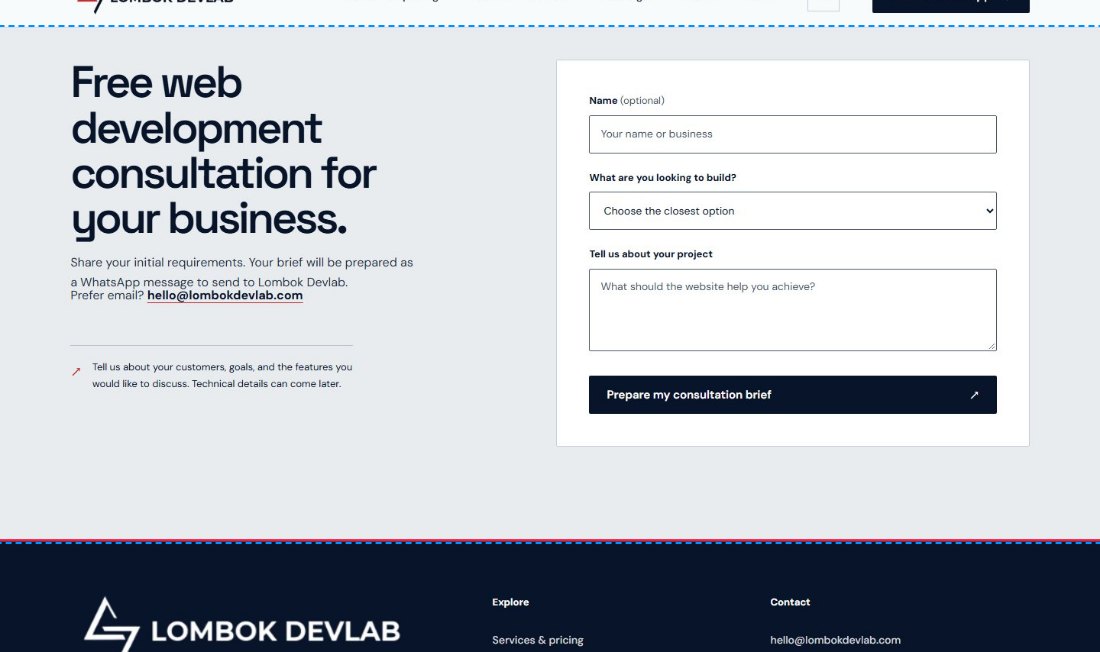 LOMBOK DEVLAB
Free web
development
consultation for
your business.
Share your initial requirements. Your brief will be prepared as
a WhatsApp message to send to Lombok Devlab.
Prefer email? hello@lombokdevlab.com
↗ Tell us about your customers, goals, and the features you
would like to discuss. Technical details can come later.
Name (optional)
Your name or business
What are you looking to build?
Choose the closest option
Tell us about your project
What should the website help you achieve?
Prepare my consultation brief ↗
LOMBOK DEVLAB
Explore
Services & pricing
Contact
hello@lombokdevlab.com